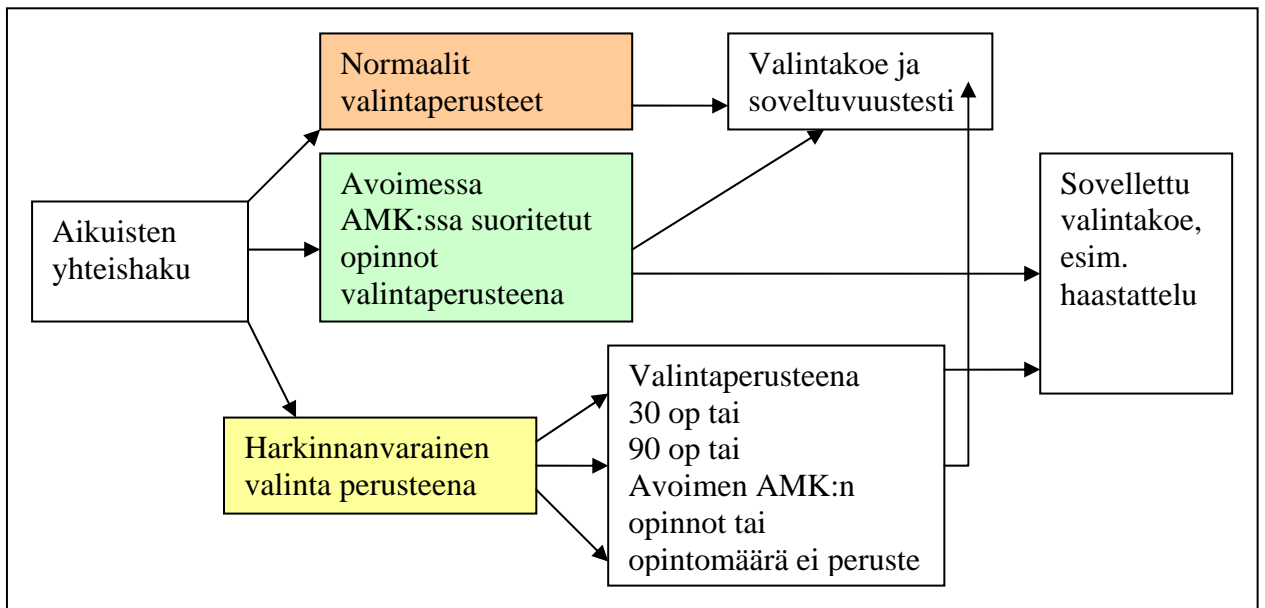 Normaalit
valintaperusteet
Valintakoe ja
soveltuvuustesti
Avoimessa
AMK:ssa suoritetut
opinnot
valintaperusteena
Sovellettu
valintakoe,
esim.
haastattelu
Aikuisten
yhteishaku
Valintaperusteena
30 op tai
90 op tai
Avoimen AMK:n
opinnot tai
opintomäärä ei peruste
Harkinnanvarainen
valinta perusteena